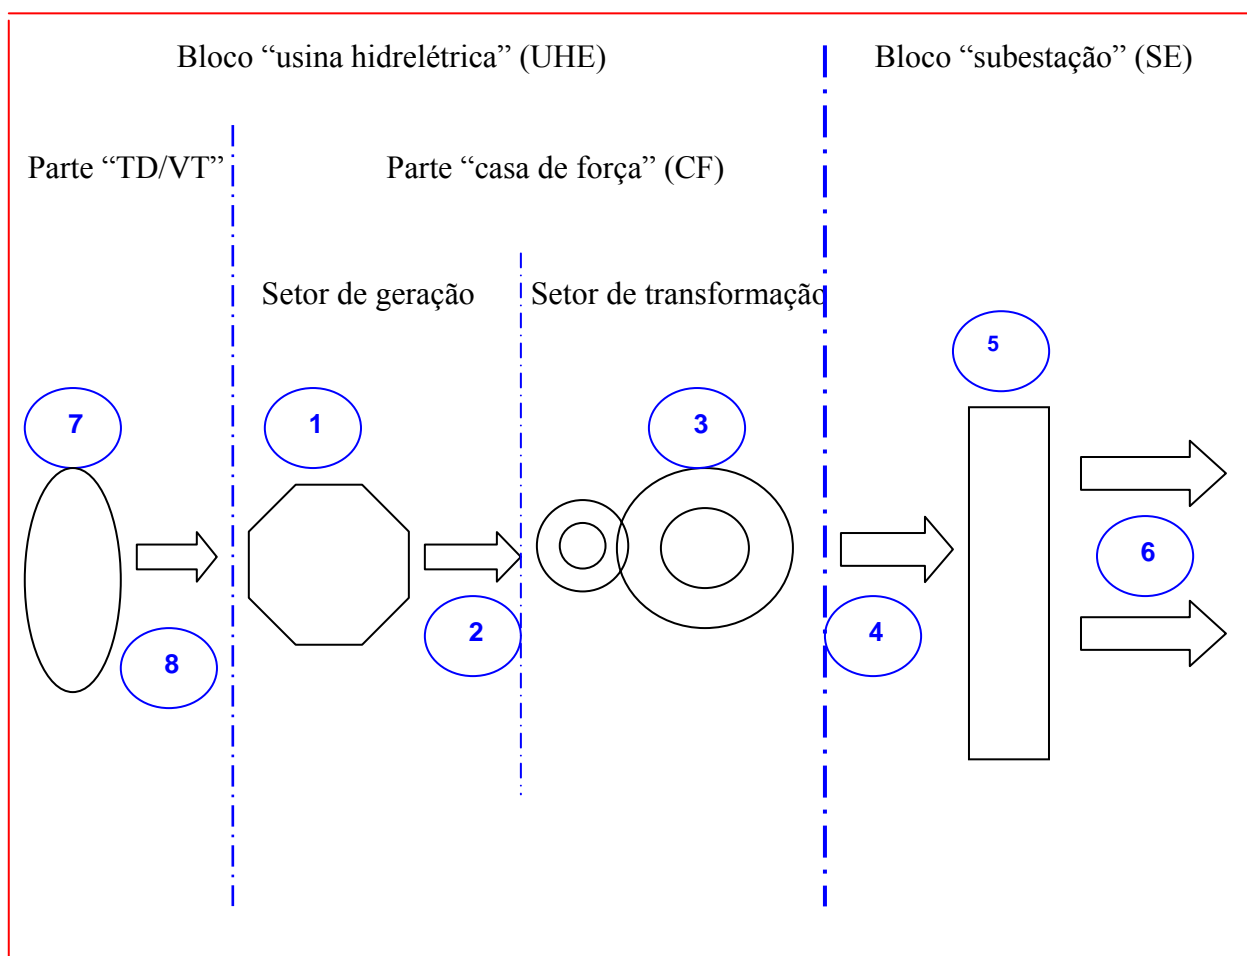 Bloco “usina hidrelétrica” (UHE)
Bloco “subestação” (SE)
Parte “TD/VT”
Parte “casa de força” (CF)
Setor de geração
Setor de transformação
5
7
1
3
6
2
4
8